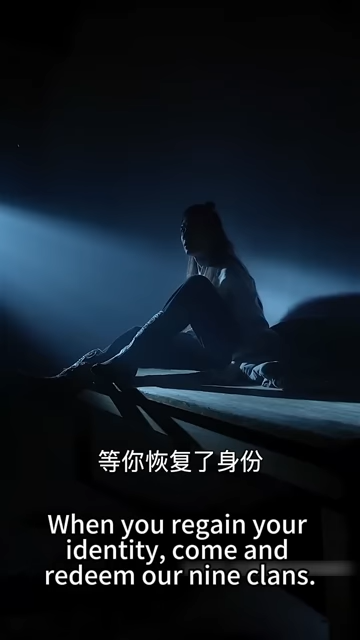 等你恢复了身份
When you regain your
identity, come and
redeem our nine clans.